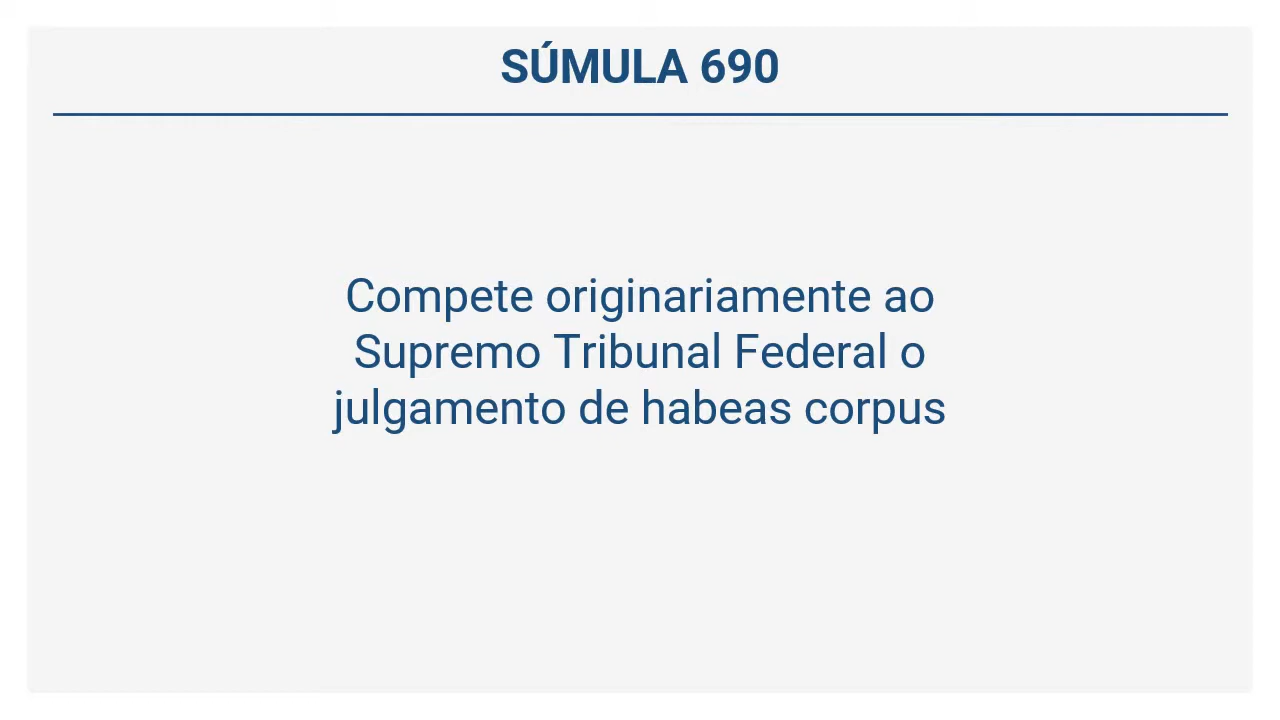 SÚMULA 690
Compete originariamente ao
Supremo Tribunal Federal o
julgamento de habeas corpus